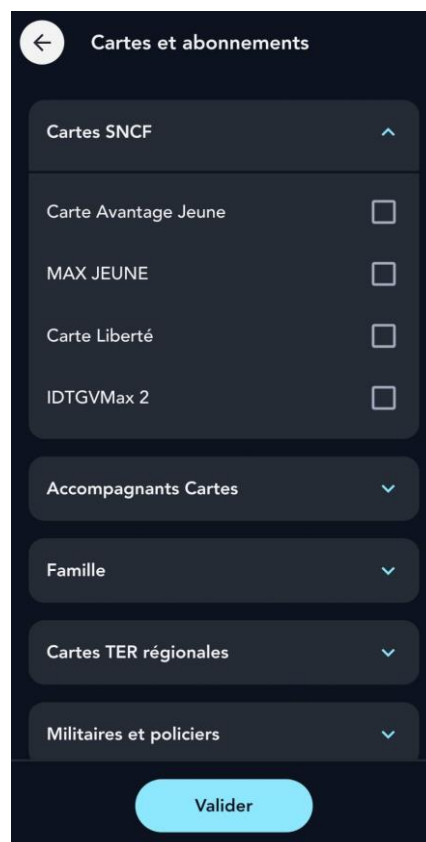 Cartes et abonnements
Cartes SNCF
Carte Avantage Jeune
MAX JEUNE
Carte Liberté
IDTGVMax 2
Accompagnants Cartes
Famille
Cartes TER régionales
Militaires et policiers
Valider